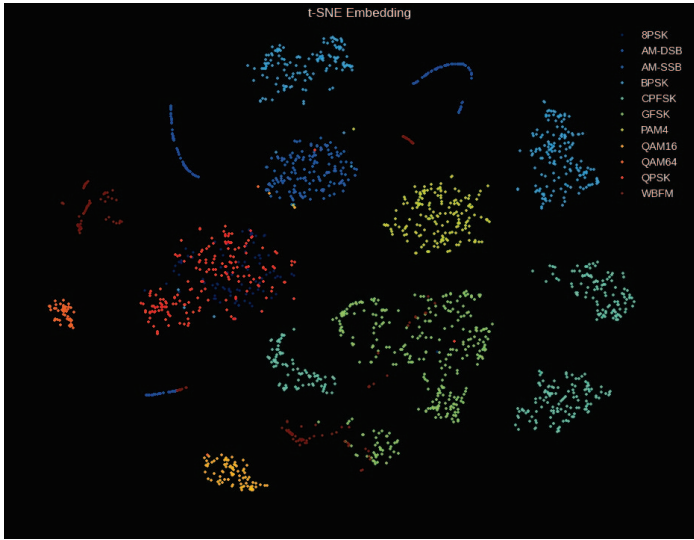 t-SNE Embedding
8PSK
AM-DSB
AM-SSB
BPSK
CPFSK
GFSK
PAM4
QAM16
QAM64
QPSK
WBFM